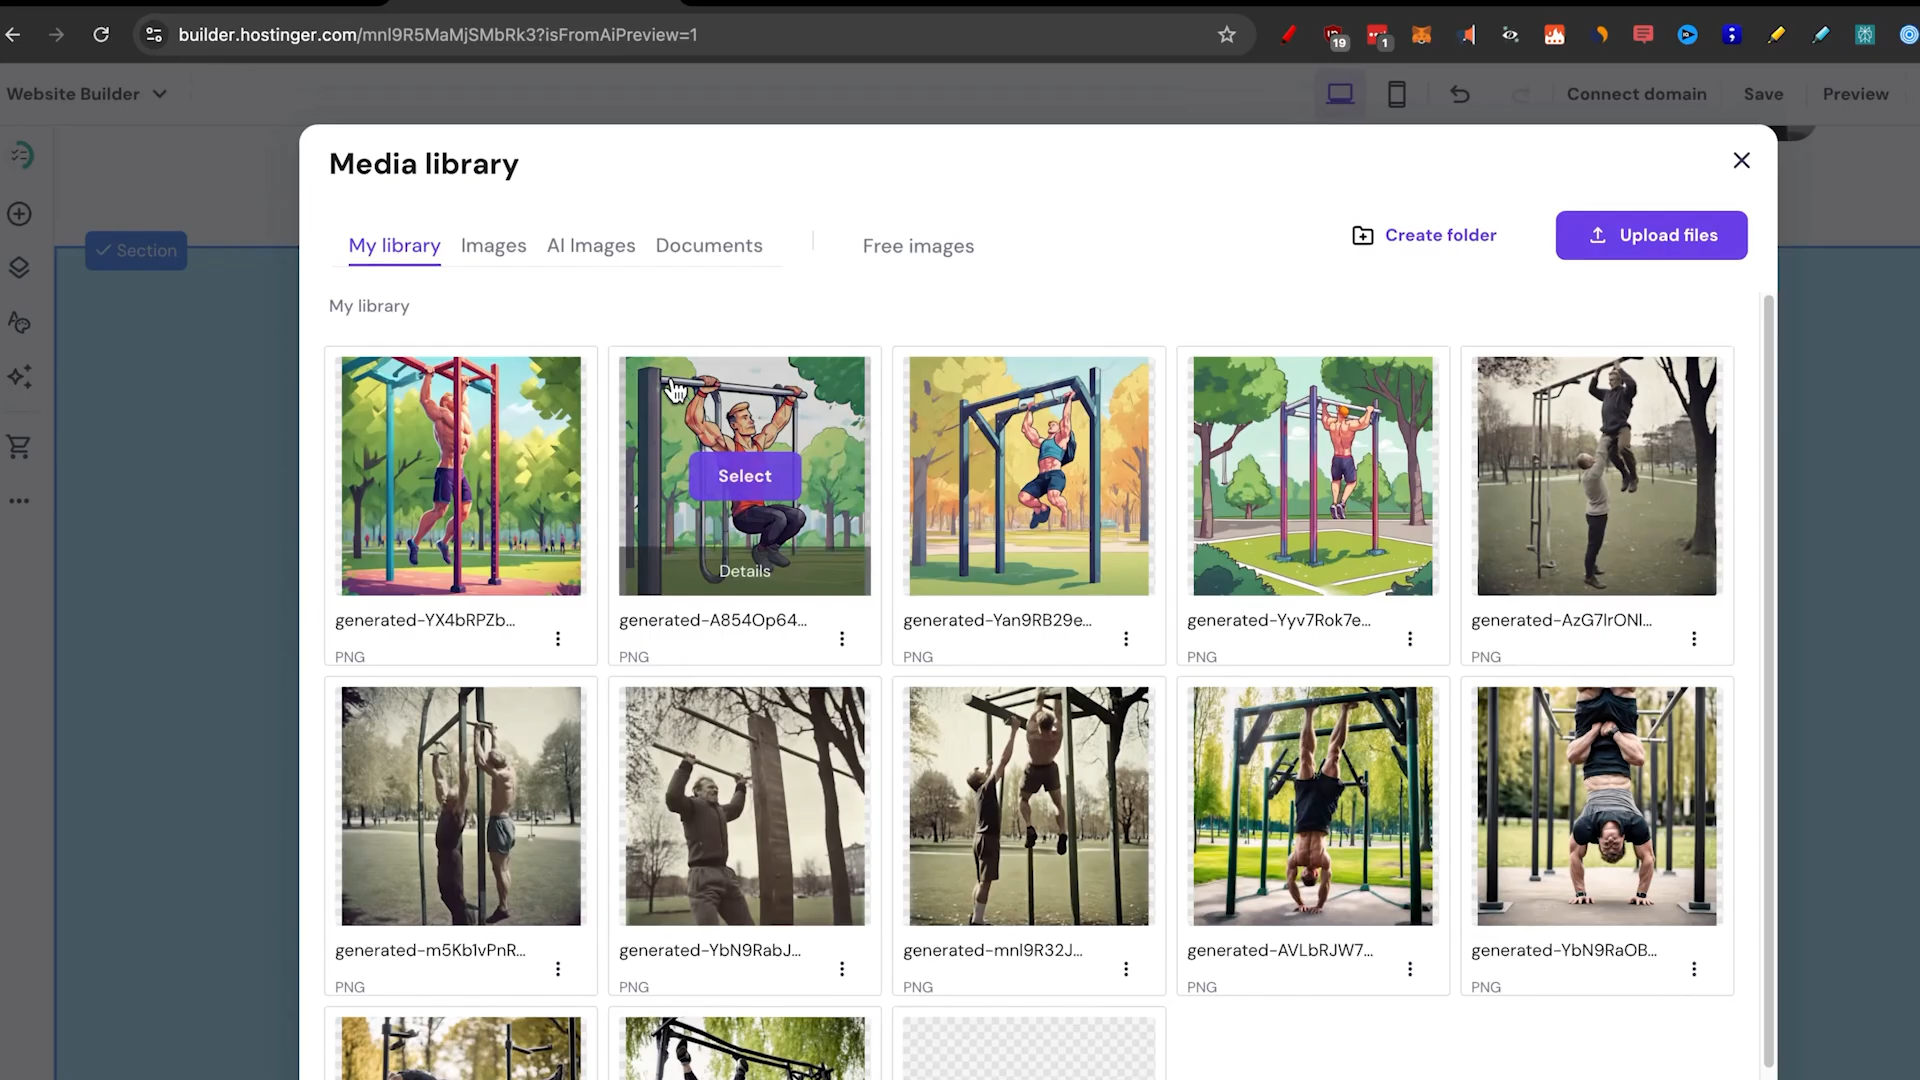 builder.hostinger.com/mnl9R5MaMjSMbRk3?isFromAiPreview=1
19
1
Website Builder
Connect domain
Save
Preview
Section
Media library
My library
Images
AI Images
Documents
Free images
Create folder
Upload files
My library
Select
Details
generated-YX4bRPZb...
generated-A854Op64...
generated-Yan9RB29e...
generated-Yyv7Rok7e...
generated-AzG7lrONl...
PNG
PNG
PNG
PNG
PNG
generated-m5Kb1vPnR...
generated-YbN9RabJ...
generated-mnl9R32J...
generated-AVLbRJW7...
generated-YbN9RaOB...
PNG
PNG
PNG
PNG
PNG